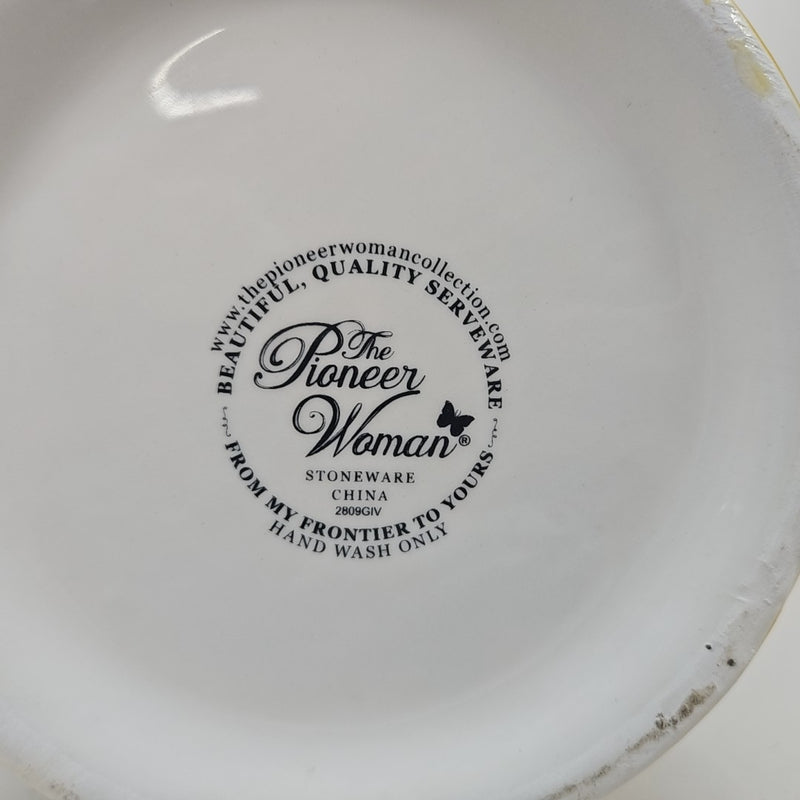 www.thepioneerwomancollection.com
BEAUTIFUL, QUALITY SERVEWARE
The
Pioneer
Woman®
STONEWARE
CHINA
2809GIV
FROM MY FRONTIER TO YOURS
HAND WASH ONLY